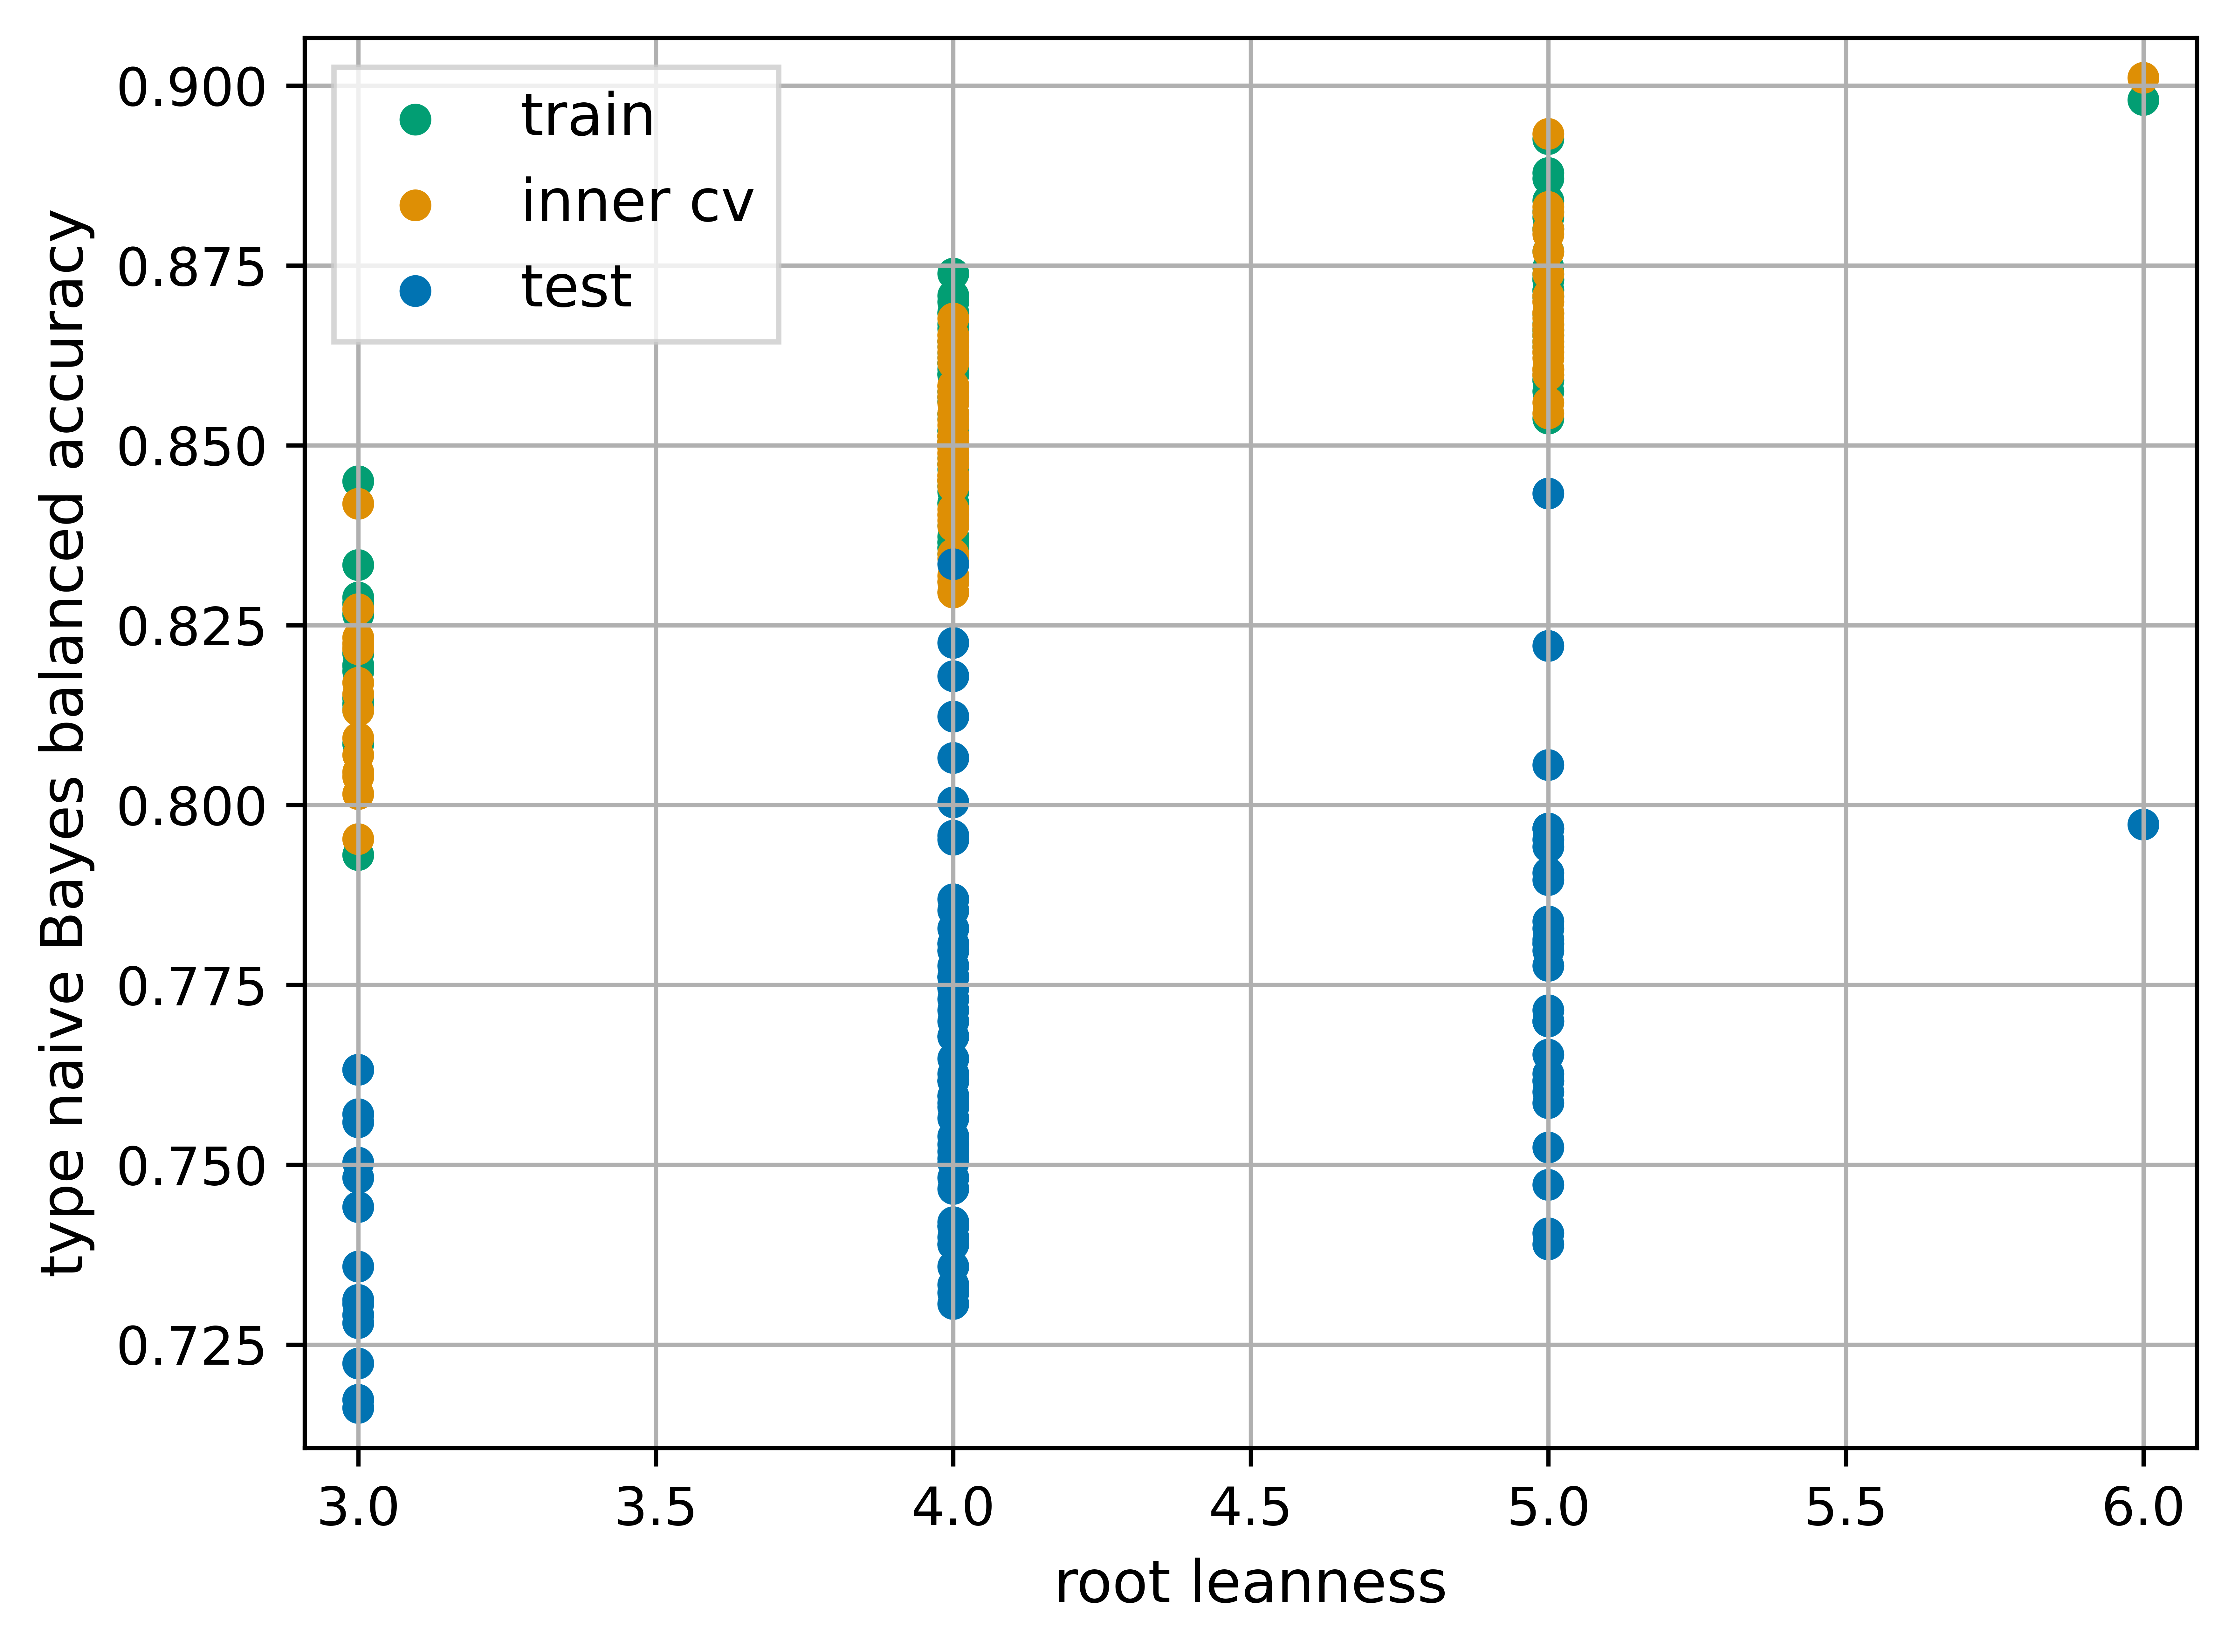 train
inner cv
test
0.900
0.875
0.850
0.825
0.800
0.775
0.750
0.725
type naive Bayes balanced accuracy
3.0 3.5 4.0 4.5 5.0 5.5 6.0
root leanness